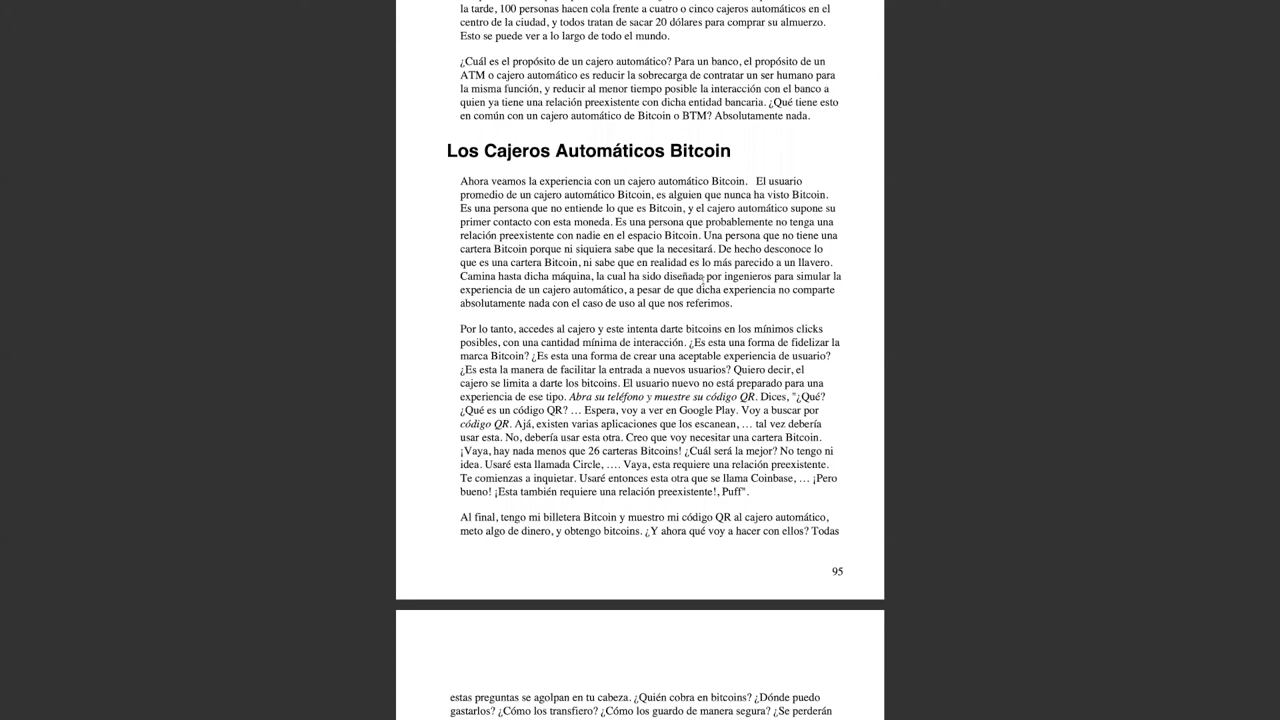 la tarde, 100 personas hacen cola frente a cuatro o cinco cajeros automáticos en el
centro de la ciudad, y todos tratan de sacar 20 dólares para comprar su almuerzo.
Esto se puede ver a lo largo de todo el mundo.
¿Cuál es el propósito de un cajero automático? Para un banco, el propósito de un
ATM o cajero automático es reducir la sobrecarga de contratar un ser humano para
la misma función, y reducir al menor tiempo posible la interacción con el banco a
quien ya tiene una relación preexistente con dicha entidad bancaria. ¿Qué tiene esto
en común con un cajero automático de Bitcoin o BTM? Absolutamente nada.
Los Cajeros Automáticos Bitcoin
Ahora veamos la experiencia con un cajero automático Bitcoin. El usuario
promedio de un cajero automático Bitcoin, es alguien que nunca ha visto Bitcoin.
Es una persona que no entiende lo que es Bitcoin, y el cajero automático supone su
primer contacto con esta moneda. Es una persona que probablemente no tenga una
relación preexistente con nadie en el espacio Bitcoin. Una persona que no tiene una
cartera Bitcoin porque ni siquiera sabe que la necesitará. De hecho desconoce lo
que es una cartera Bitcoin, ni sabe que en realidad es lo más parecido a un llavero.
Camina hasta dicha máquina, la cual ha sido diseñada por ingenieros para simular la
experiencia de un cajero automático, a pesar de que dicha experiencia no comparte
absolutamente nada con el caso de uso al que nos referimos.
Por lo tanto, accedes al cajero y este intenta darte bitcoins en los mínimos clicks
posibles, con una cantidad mínima de interacción. ¿Es esta una forma de fidelizar la
marca Bitcoin? ¿Es esta una forma de crear una aceptable experiencia de usuario?
¿Es esta la manera de facilitar la entrada a nuevos usuarios? Quiero decir, el
cajero se limita a darte los bitcoins. El usuario nuevo no está preparado para una
experiencia de ese tipo. Abra su teléfono y muestre su código QR. Dices, "¿Qué?
¿Qué es un código QR? … Espera, voy a ver en Google Play. Voy a buscar por
código QR. Ajá, existen varias aplicaciones que los escanean, … tal vez debería
usar esta. No, debería usar esta otra. Creo que voy necesitar una cartera Bitcoin.
¡Vaya, hay nada menos que 26 carteras Bitcoins! ¿Cuál será la mejor? No tengo ni
idea. Usaré esta llamada Circle, …. Vaya, esta requiere una relación preexistente.
Te comienzas a inquietar. Usaré entonces esta otra que se llama Coinbase, … ¡Pero
bueno! ¡Esta también requiere una relación preexistente!, Puff".
Al final, tengo mi billetera Bitcoin y muestro mi código QR al cajero automático,
meto algo de dinero, y obtengo bitcoins. ¿Y ahora qué voy a hacer con ellos? Todas
95
estas preguntas se agolpan en tu cabeza. ¿Quién cobra en bitcoins? ¿Dónde puedo
gastarlos? ¿Cómo los transfiero? ¿Cómo los guardo de manera segura? ¿Se perderán